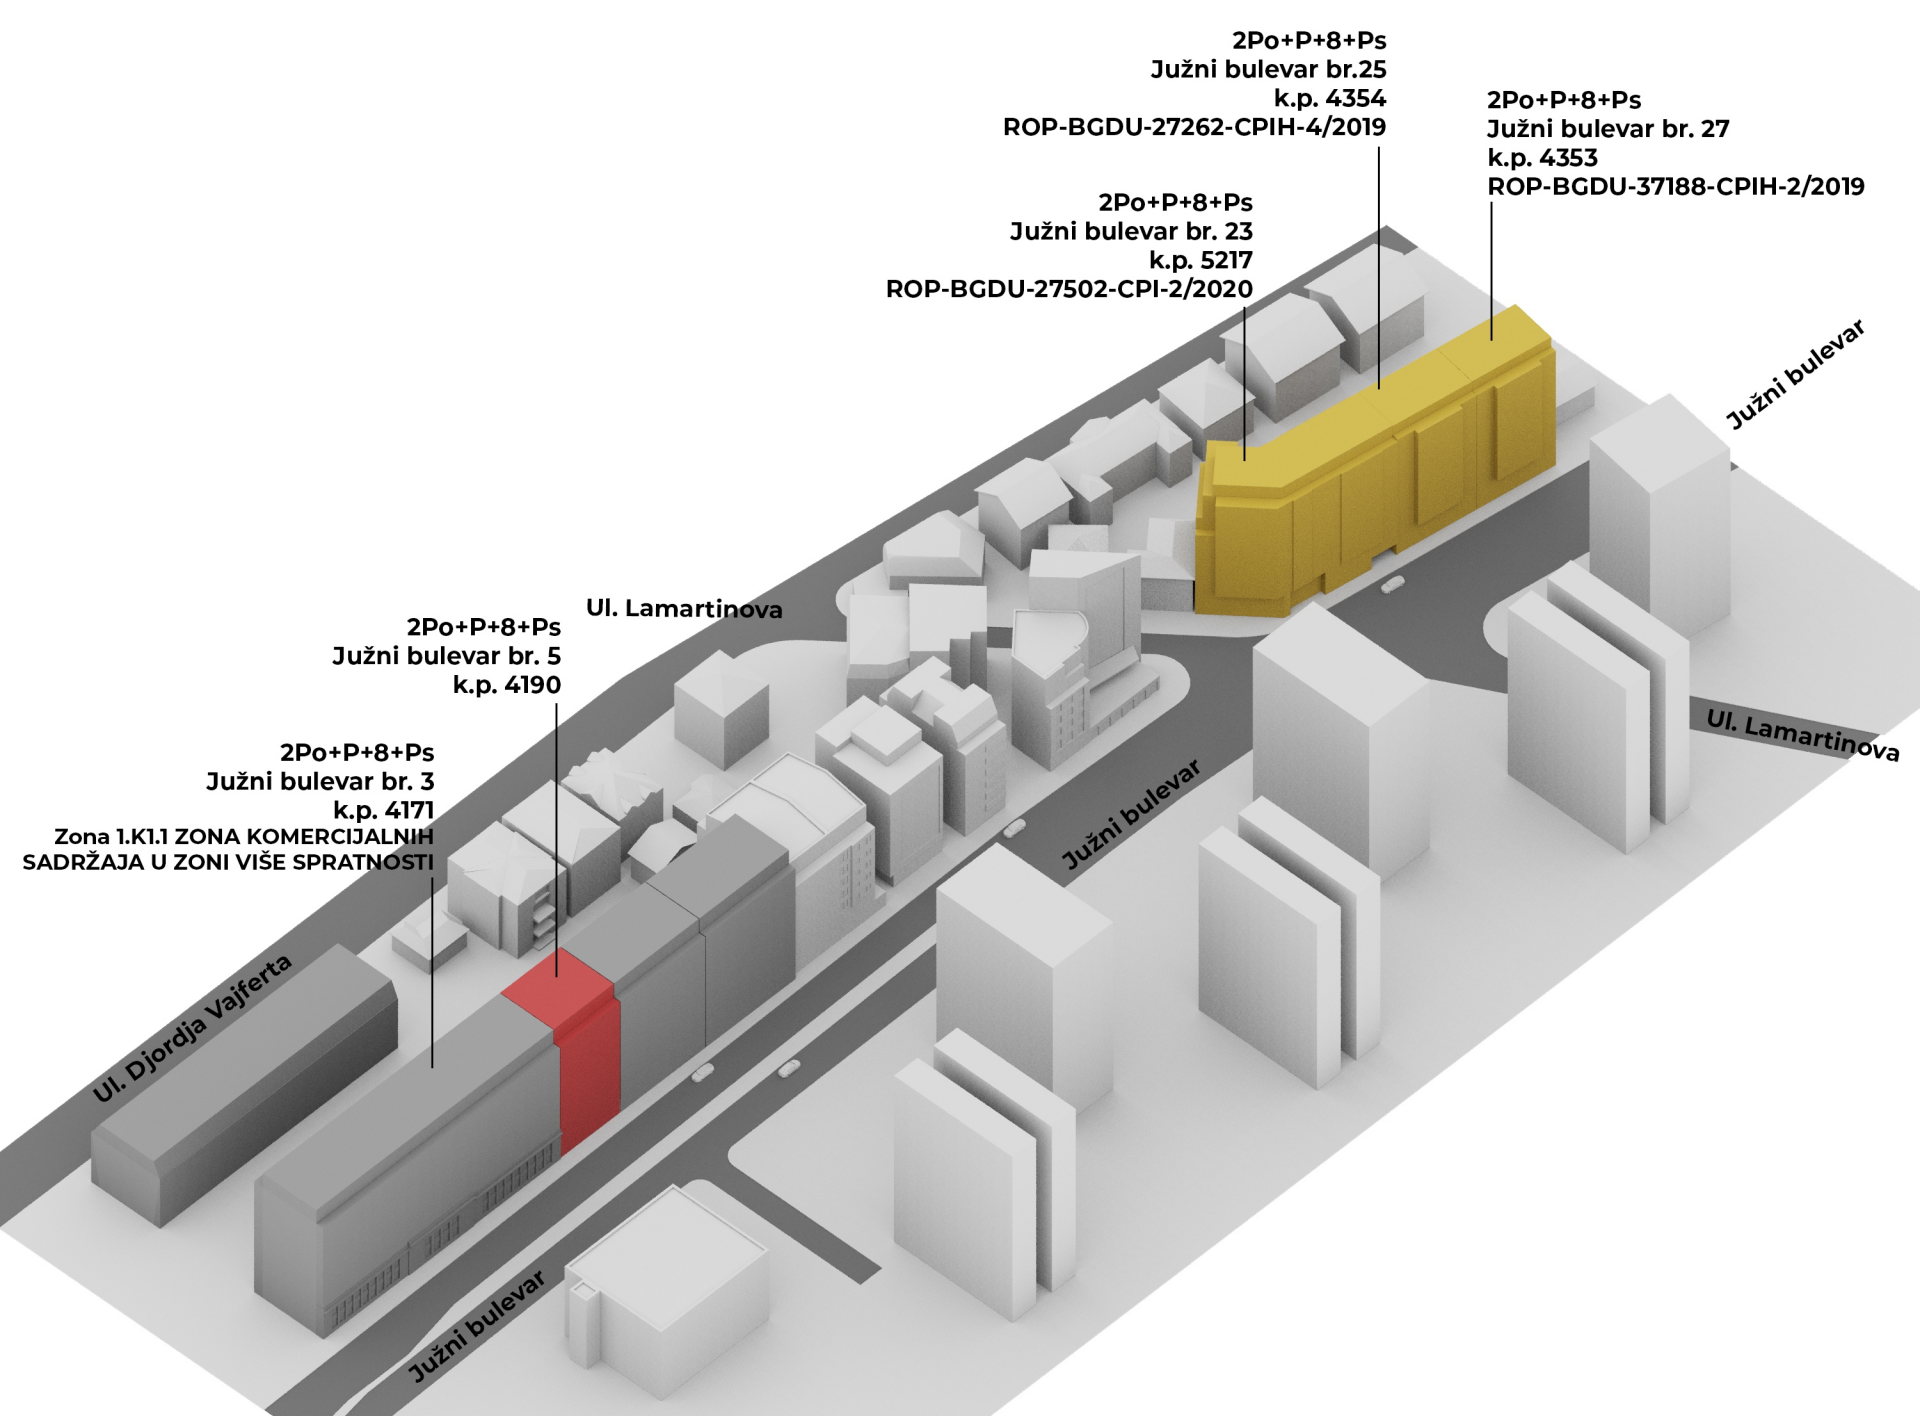 2Po+P+8+Ps
Južni bulevar br.25
k.p. 4354
ROP-BGDU-27262-CPIH-4/2019
2Po+P+8+Ps
Južni bulevar br. 27
k.p. 4353
ROP-BGDU-37188-CPIH-2/2019
2Po+P+8+Ps
Južni bulevar br. 23
k.p. 5217
ROP-BGDU-27502-CPI-2/2020
Južni bulevar
Ul. Lamartinova
2Po+P+8+Ps
Južni bulevar br. 5
k.p. 4190
Ul. Lamartinova
2Po+P+8+Ps
Južni bulevar br. 3
k.p. 4171
Zona 1.K1.1 ZONA KOMERCIJALNIH
SADRŽAJA U ZONI VIŠE SPRATNOSTI
Južni bulevar
Ul. Djordja Vajferta
Južni bulevar